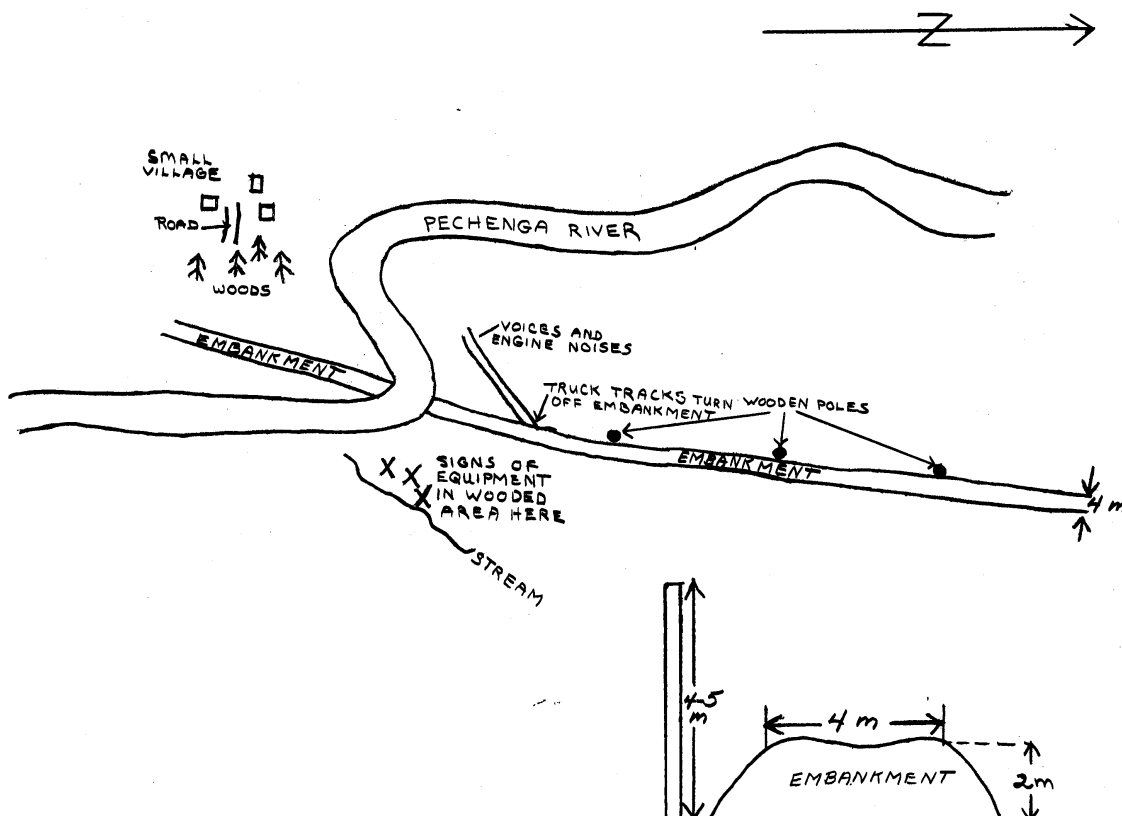 N
SMALL
VILLAGE
ROAD
WOODS
PECHENGA RIVER
EMBANKMENT
VOICES AND
ENGINE NOISES
TRUCK TRACKS TURN
OFF EMBANKMENT
WOODEN POLES
EMBANKMENT
4 m
SIGNS OF
EQUIPMENT
IN WOODED
AREA HERE
STREAM
4-5
m
4 m
EMBANKMENT
2m